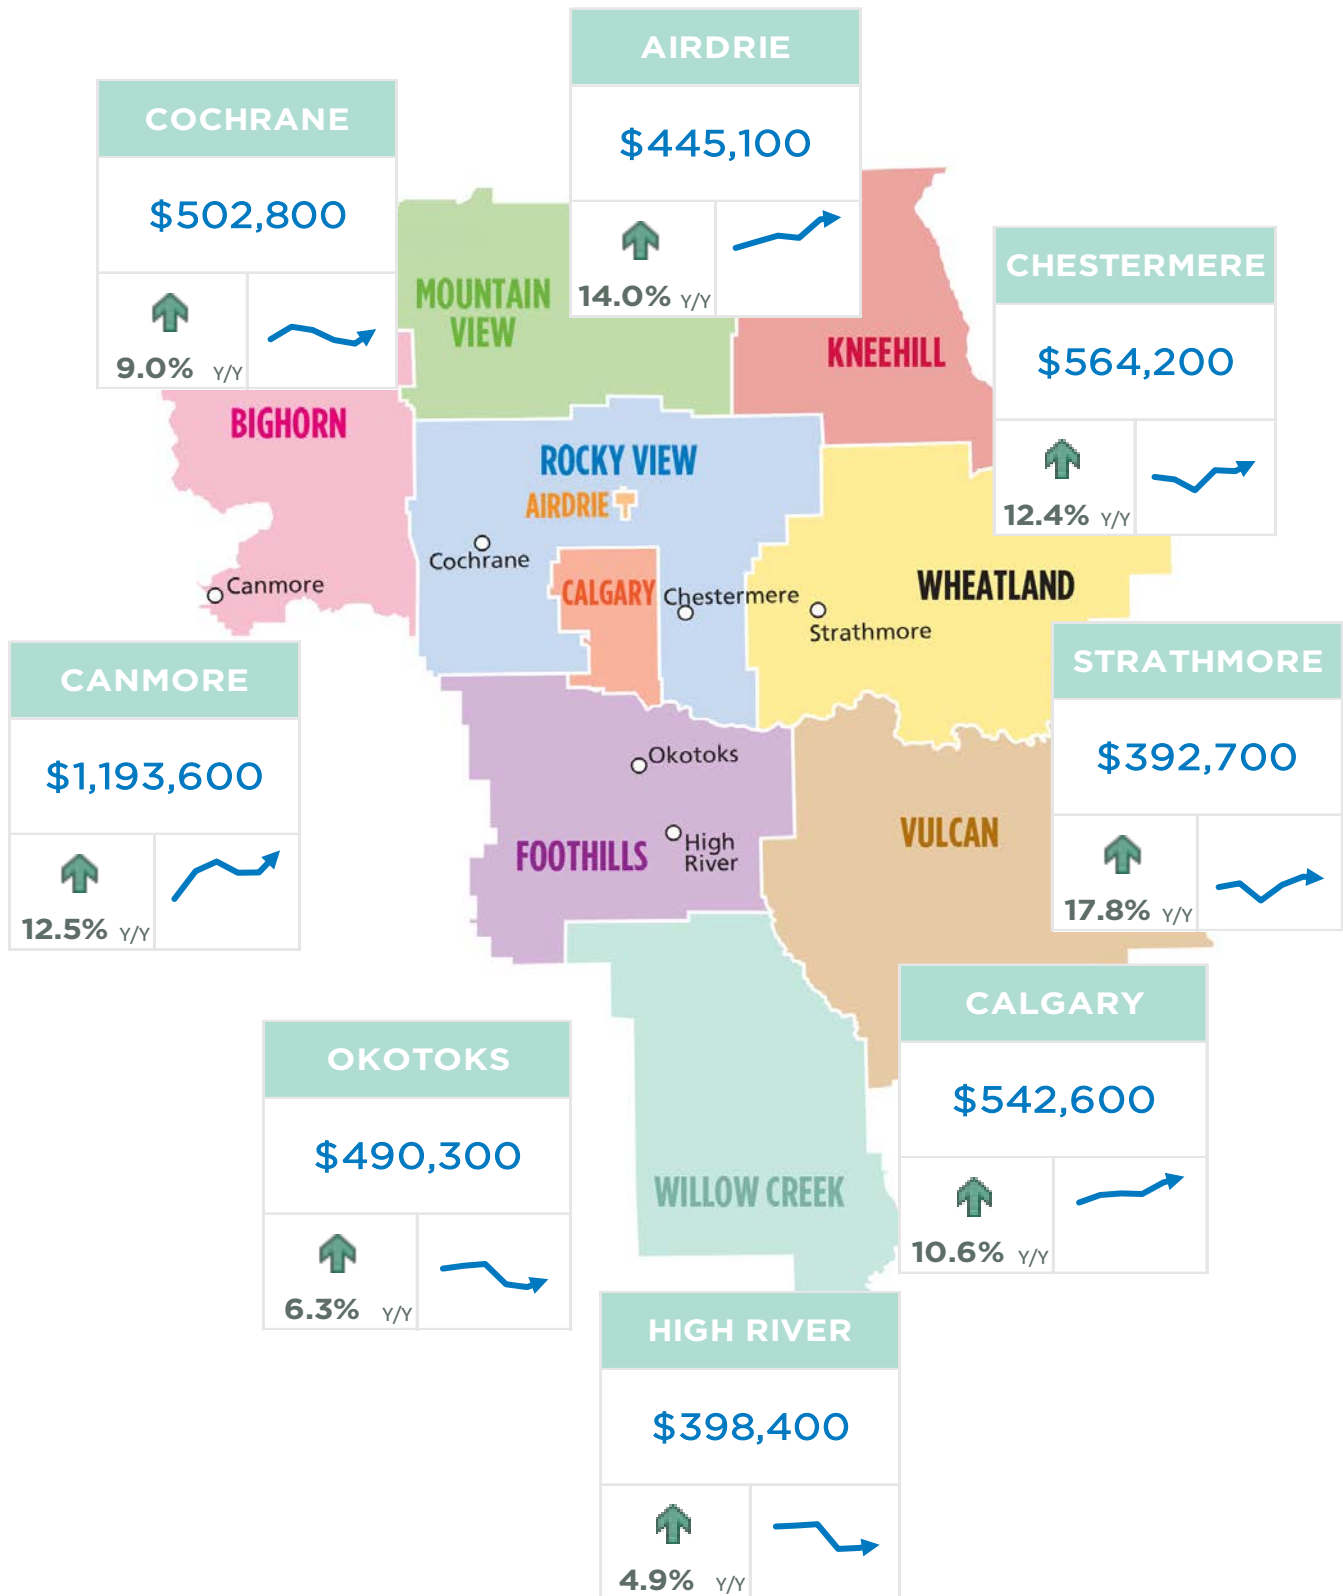 AIRDRIE
$445,100
14.0% Y/Y
COCHRANE
$502,800
9.0% Y/Y
CHESTERMERE
$564,200
12.4% Y/Y
MOUNTAIN
VIEW
KNEEHILL
BIGHORN
ROCKY VIEW
AIRDRIE
Cochrane
CALGARY
Chestermere
Canmore
WHEATLAND
Strathmore
CANMORE
$1,193,600
12.5% Y/Y
STRATHMORE
$392,700
17.8% Y/Y
Okotoks
High
River
FOOTHILLS
VULCAN
CALGARY
$542,600
10.6% Y/Y
OKOTOKS
$490,300
6.3% Y/Y
WILLOW CREEK
HIGH RIVER
$398,400
4.9% Y/Y